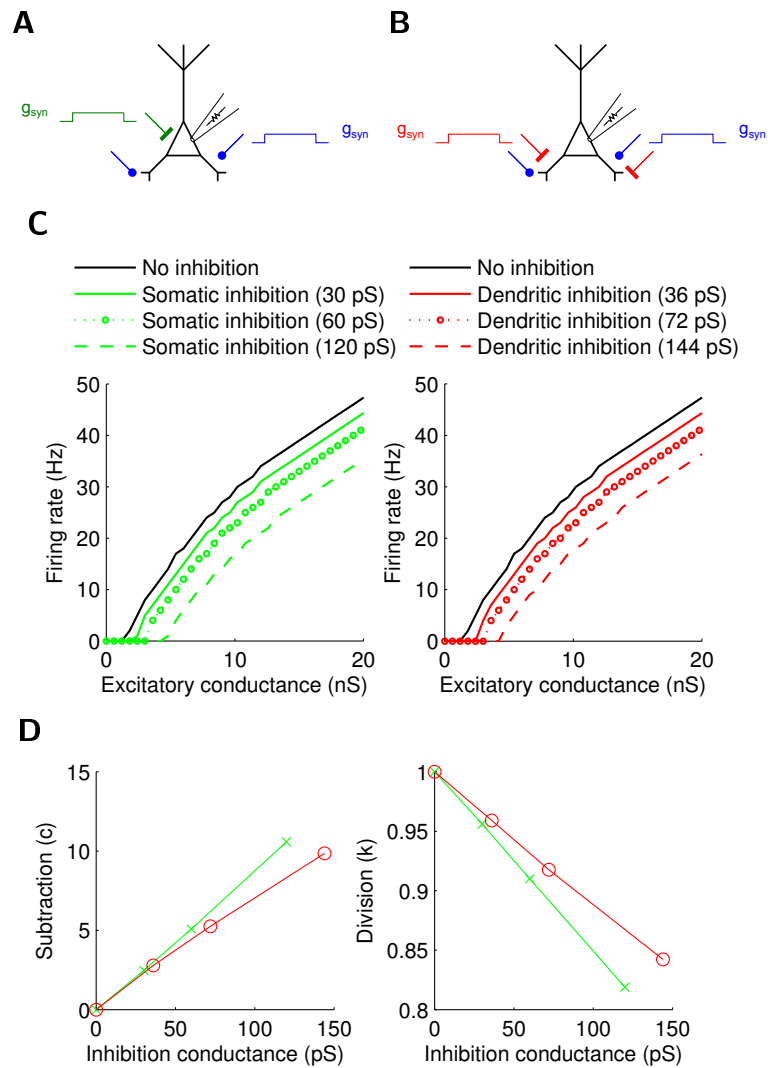 A
B
g_syn
g_syn
g_syn
g_syn
C
No inhibition
Somatic inhibition (30 pS)
Somatic inhibition (60 pS)
Somatic inhibition (120 pS)
No inhibition
Dendritic inhibition (36 pS)
Dendritic inhibition (72 pS)
Dendritic inhibition (144 pS)
50
40
30
20
10
0
Firing rate (Hz)
0 10 20
Excitatory conductance (nS)
50
40
30
20
10
0
Firing rate (Hz)
0 10 20
Excitatory conductance (nS)
D
15
10
5
0
Subtraction (c)
0 50 100 150
Inhibition conductance (pS)
1
0.95
0.9
0.85
0.8
Division (k)
0 50 100 150
Inhibition conductance (pS)